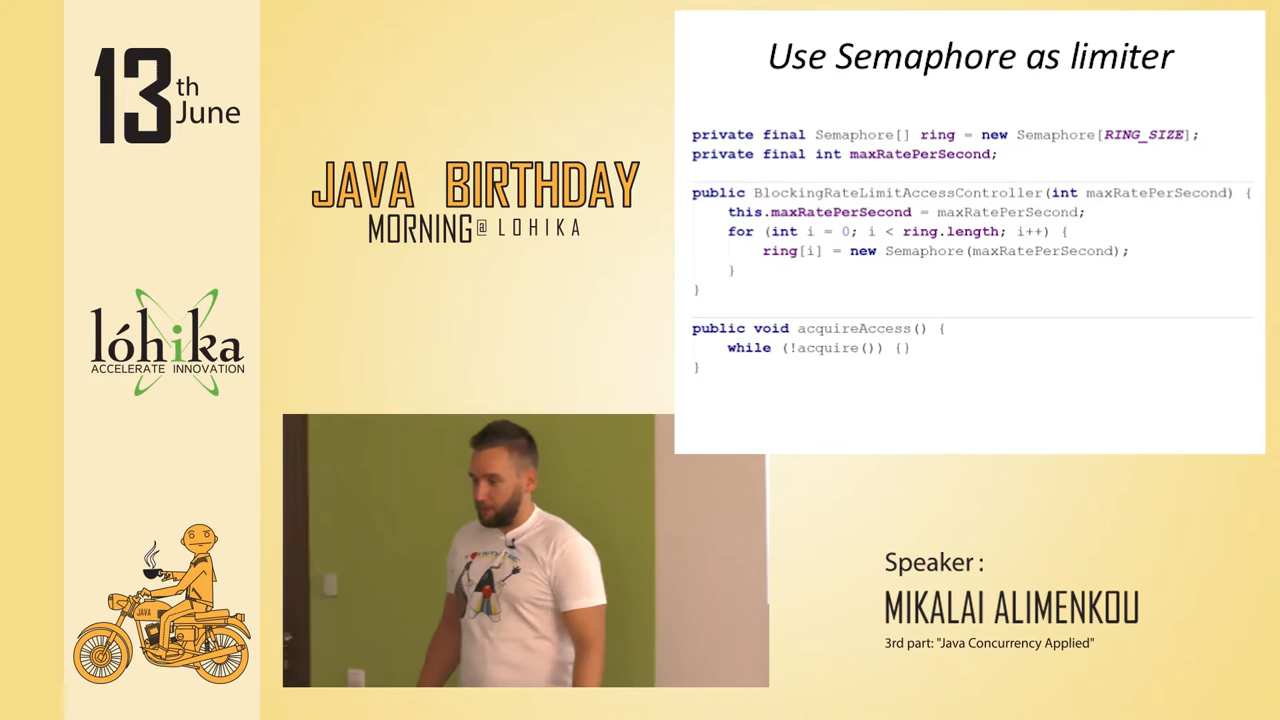 13th June
JAVA BIRTHDAY
MORNING@LOHIKA
lóhika
ACCELERATE INNOVATION
JAVA
Use Semaphore as limiter
private final Semaphore[] ring = new Semaphore[RING_SIZE];
private final int maxRatePerSecond;
public BlockingRateLimitAccessController(int maxRatePerSecond) {
this.maxRatePerSecond = maxRatePerSecond;
for (int i = 0; i < ring.length; i++) {
ring[i] = new Semaphore(maxRatePerSecond);
}
}
public void acquireAccess() {
while (!acquire()) {}
}
Speaker :
MIKALAI ALIMENKOU
3rd part: "Java Concurrency Applied"